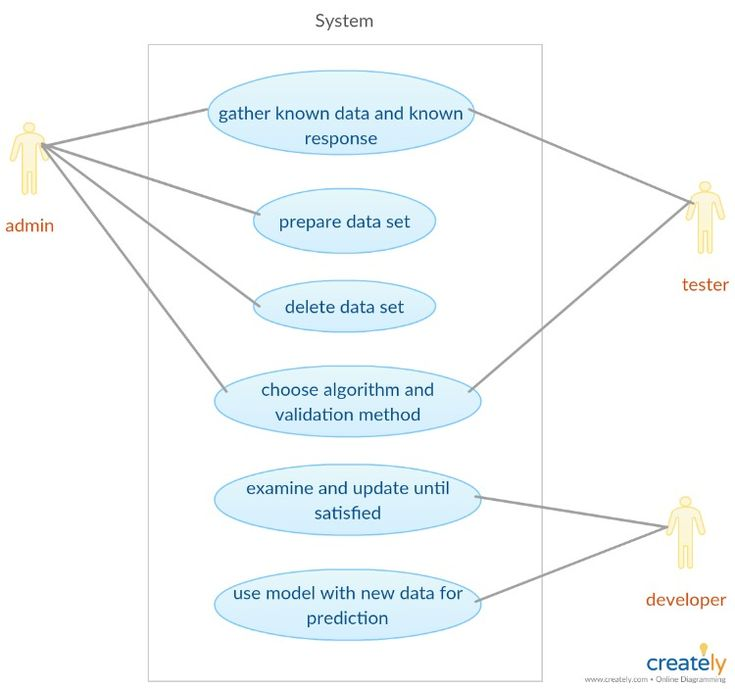 System
gather known data and known
response
admin
prepare data set
tester
delete data set
choose algorithm and
validation method
examine and update until
satisfied
developer
use model with new data for
prediction
creately
www.creately.com • Online Diagramming